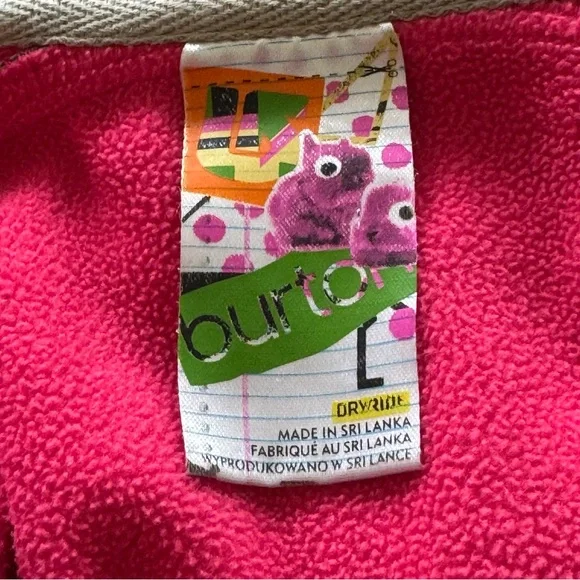 burton
L
DRYRIDE
MADE IN SRI LANKA
FABRIQUÉ AU SRI LANKA
WYPRODUKOWANO W SRI LANCE